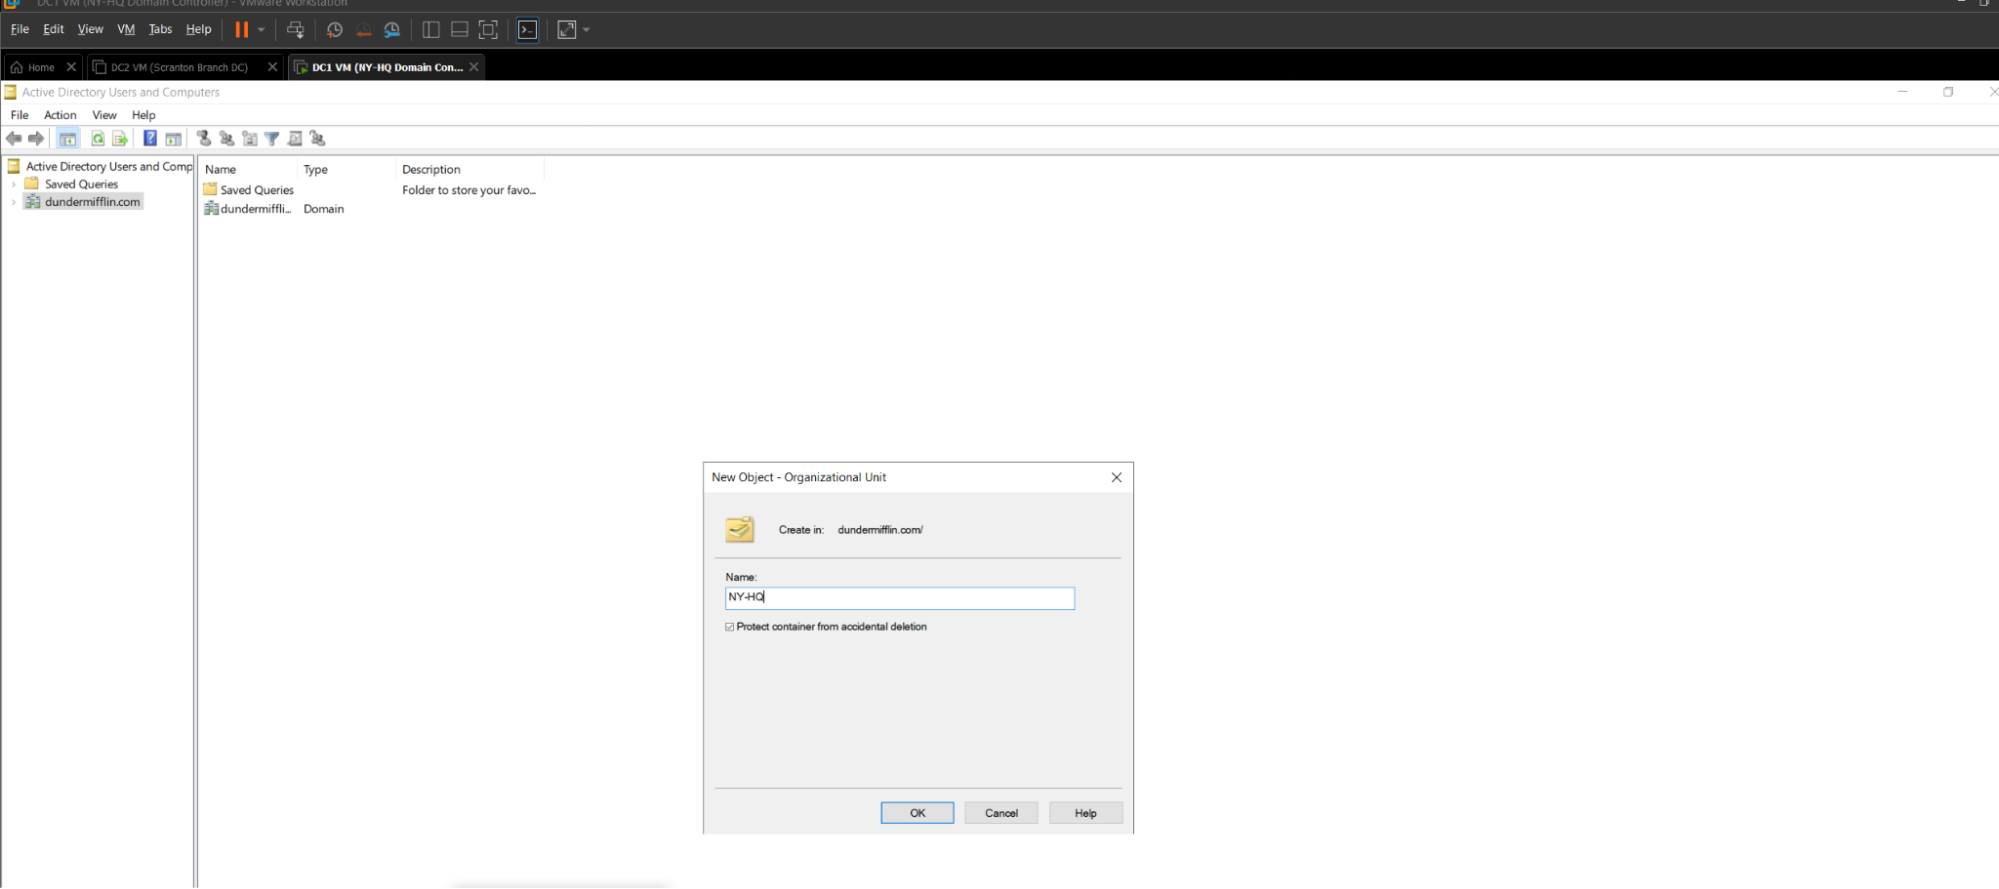 DC1 VM (NY-HQ Domain Controller) - VMware Workstation
File Edit View VM Tabs Help
Home DC2 VM (Scranton Branch DC) DC1 VM (NY-HQ Domain Con...
Active Directory Users and Computers
File Action View Help
Active Directory Users and Comp
Saved Queries
dundermifflin.com
Name Type Description
Saved Queries Folder to store your favo...
dundermiffli... Domain
New Object - Organizational Unit
Create in: dundermifflin.com/
Name:
NY-HQ
Protect container from accidental deletion
OK Cancel Help